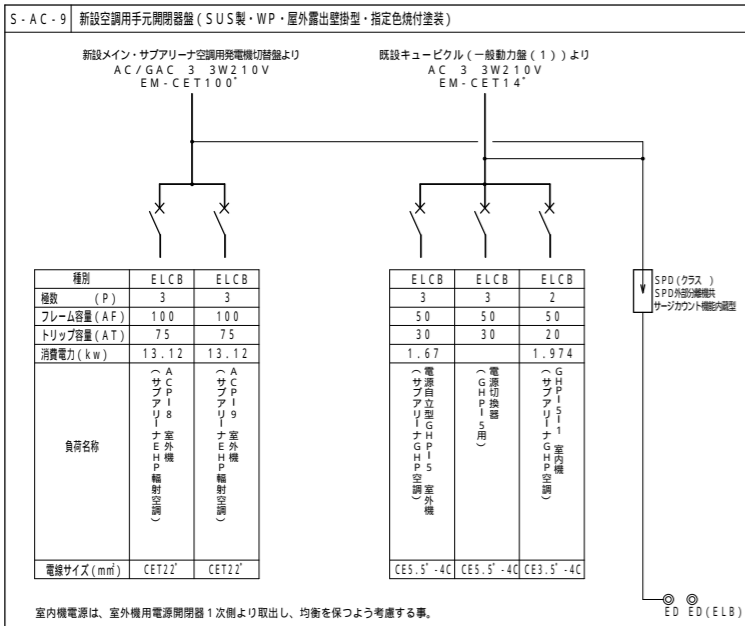 S-AC-9 新設空調用手元開閉器盤(SUS製・WP・屋外露出壁掛型・指定色焼付塗装)
新設メイン・サブアリーナ空調用発電機切替盤より
AC/GAC 3 3W210V
EM-CET100゜
既設キュービクル(一般動力盤(1))より
AC 3 3W210V
EM-CET14゜
種別 ELCB ELCB ELCB ELCB ELCB
極数 (P) 3 3 3 3 2
フレーム容量(AF) 100 100 50 50 50
トリップ容量(AT) 75 75 30 30 20
消費電力(kw) 13.12 13.12 1.67 1.974
負荷名称
ACP-8 室外機
(サブアリーナEHP輻射空調)
ACP-9 室外機
(サブアリーナEHP輻射空調)
電源自立型GHP-5 室外機
(サブアリーナGHP空調)
電源切換器
(GHP-5用)
GHP-5-1 室内機
(サブアリーナGHP空調)
電線サイズ(m㎡) CET22゜ CET22゜ CE5.5゜-4C CE5.5゜-4C CE3.5゜-4C
SPD(クラス )
SPD外部分離機共
サージカウント機能内蔵型
ED ED(ELB)
室内機電源は、室外機用電源開閉器1次側より取出し、均衡を保つよう考慮する事。